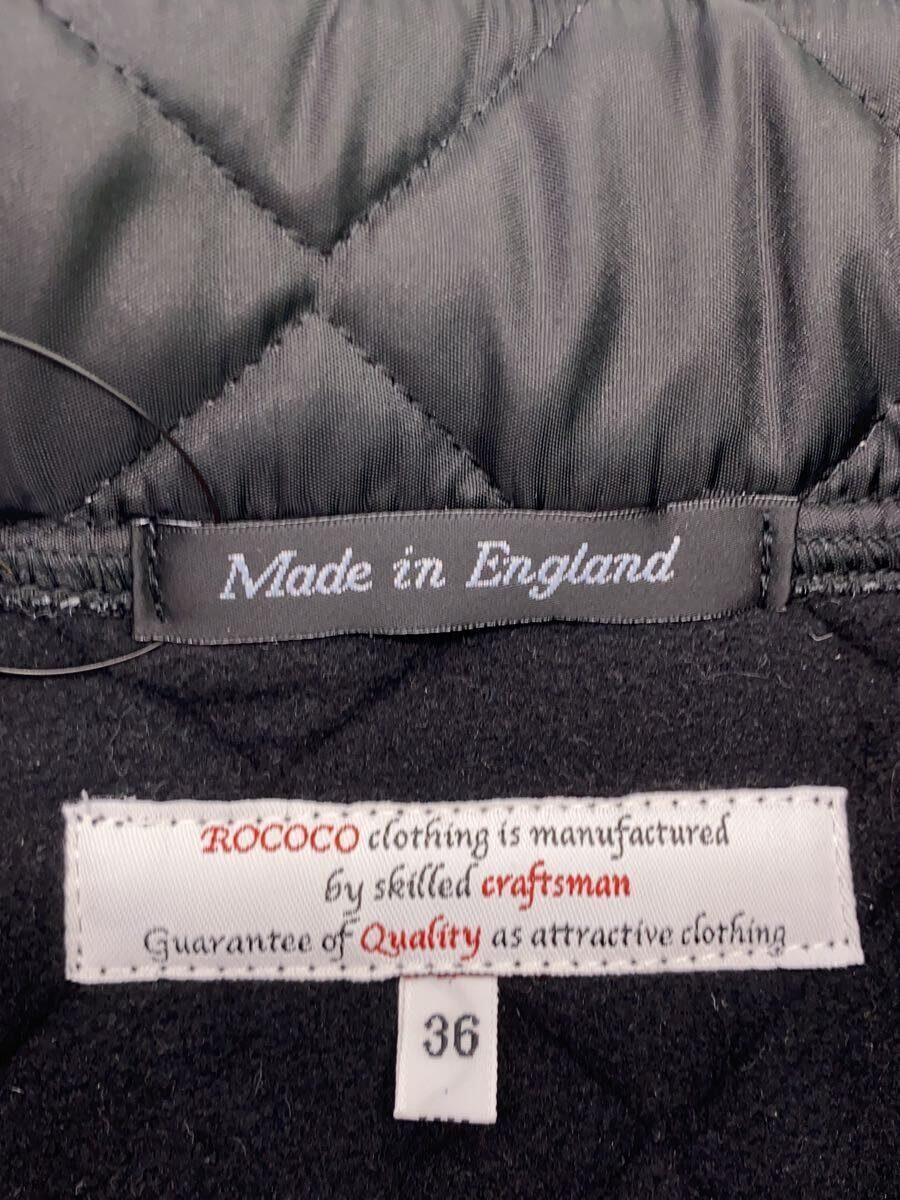 Made in England
ROCOCO clothing is manufactured
by skilled craftsman
Guarantee of Quality as attractive clothing
36